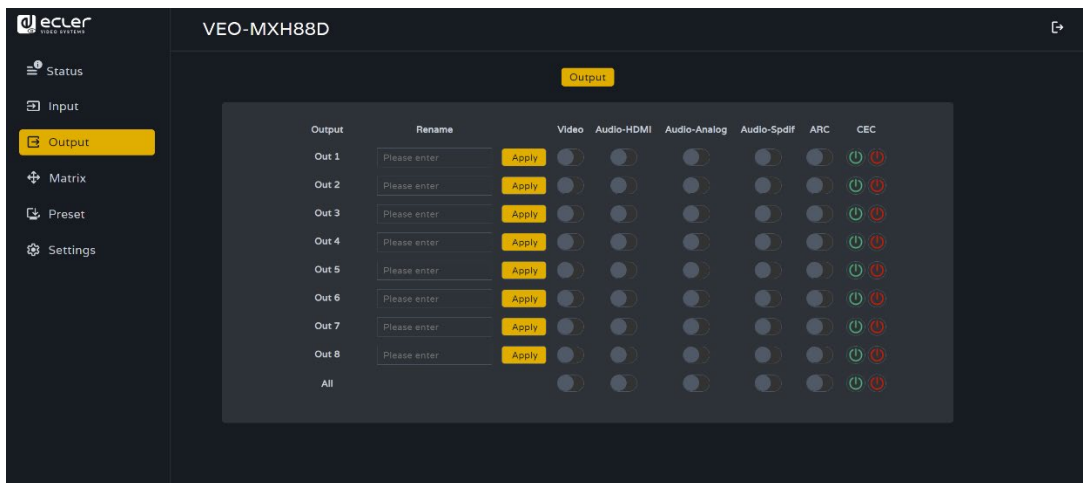 ecler
VIDEO SYSTEMS
VEO-MXH88D
Status
Input
Output
Matrix
Preset
Settings
Output
Output Rename Video Audio-HDMI Audio-Analog Audio-Spdif ARC CEC
Out 1 Please enter Apply
Out 2 Please enter Apply
Out 3 Please enter Apply
Out 4 Please enter Apply
Out 5 Please enter Apply
Out 6 Please enter Apply
Out 7 Please enter Apply
Out 8 Please enter Apply
All